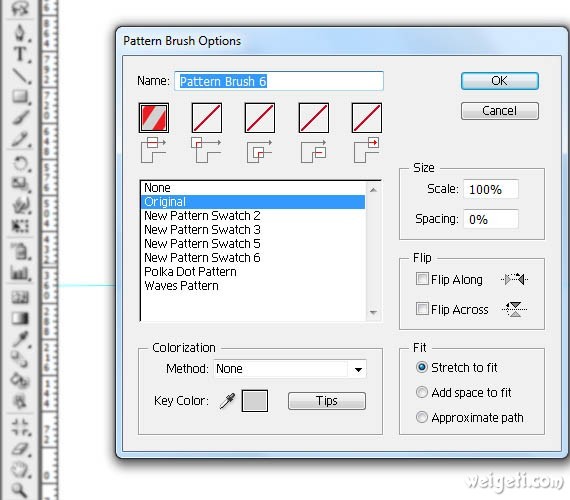 Pattern Brush Options
Name: Pattern Brush 6
OK
Cancel
None
Original
New Pattern Swatch 2
New Pattern Swatch 3
New Pattern Swatch 5
New Pattern Swatch 6
Polka Dot Pattern
Waves Pattern
Size
Scale: 100%
Spacing: 0%
Flip
Flip Along
Flip Across
Colorization
Method: None
Key Color:
Tips
Fit
Stretch to fit
Add space to fit
Approximate path
weigeti.com